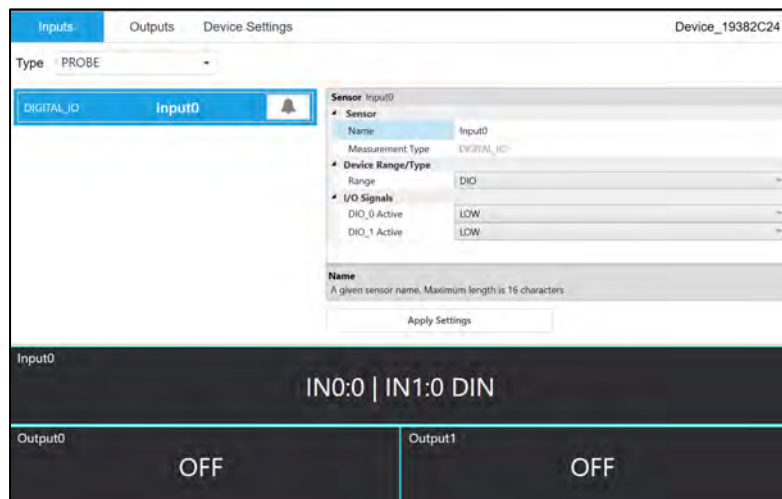 Inputs Outputs Device Settings Device_19382C24
Type PROBE
DIGITAL_IO Input0
Sensor Input0
Sensor
Name Input0
Measurement Type DIGITAL_IO
Device Range/Type
Range DIO
I/O Signals
DIO_0 Active LOW
DIO_1 Active LOW
Name
A given sensor name. Maximum length is 16 characters
Apply Settings
Input0
IN0:0 | IN1:0 DIN
Output0 Output1
OFF OFF